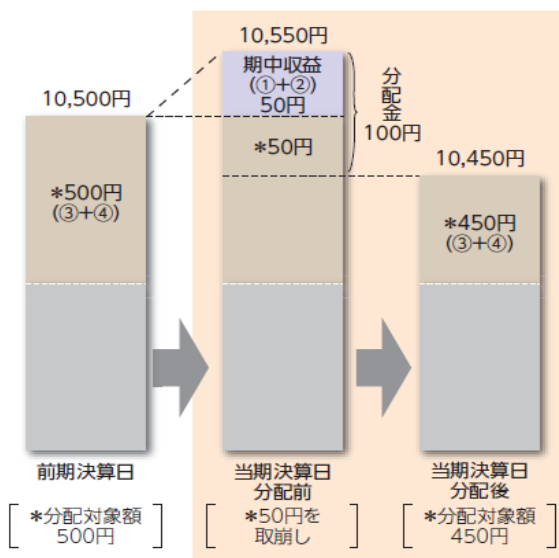 10,550円
期中収益
(①+②)
50円
分配金
100円
10,500円
*50円
10,450円
*500円
(③+④)
*450円
(③+④)
前期決算日
当期決算日
分配前
当期決算日
分配後
*分配対象額
500円
*50円を
取崩し
*分配対象額
450円